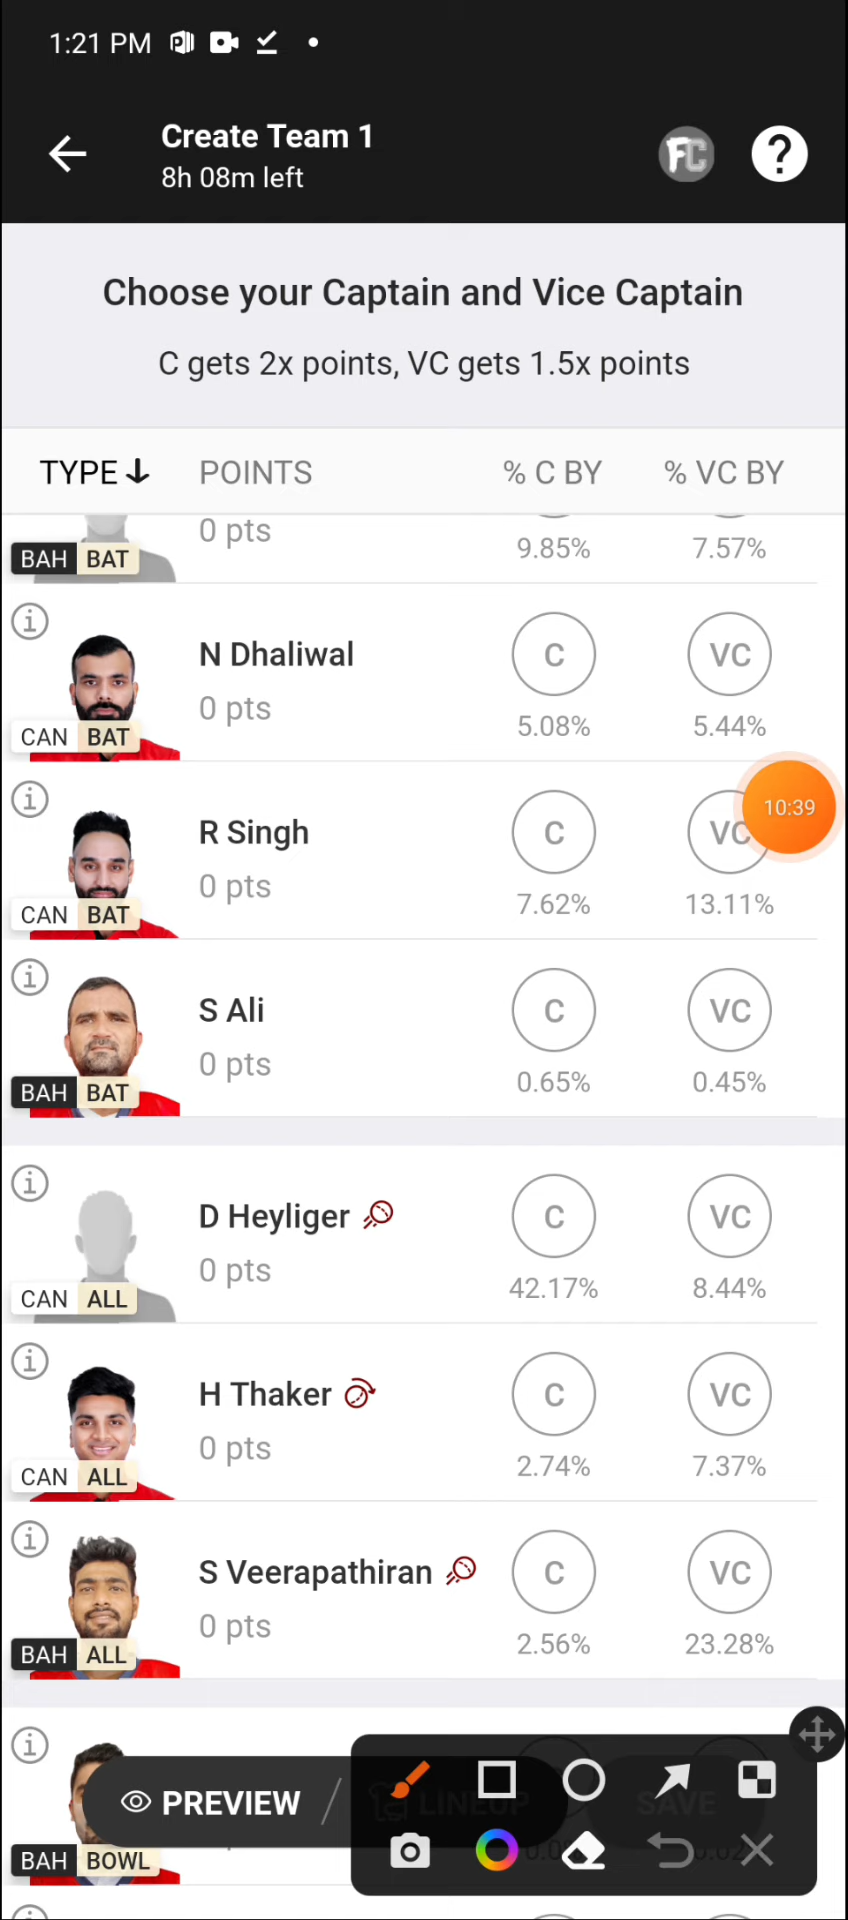 1:21 PM
Create Team 1
8h 08m left
FC
?
Choose your Captain and Vice Captain
C gets 2x points, VC gets 1.5x points
TYPE POINTS % C BY % VC BY
0 pts
9.85% 7.57%
BAH BAT
N Dhaliwal C VC
0 pts
5.08% 5.44%
CAN BAT
10:39
R Singh C VC
0 pts
7.62% 13.11%
CAN BAT
S Ali C VC
0 pts
0.65% 0.45%
BAH BAT
D Heyliger C VC
0 pts
42.17% 8.44%
CAN ALL
H Thaker C VC
0 pts
2.74% 7.37%
CAN ALL
S Veerapathiran C VC
0 pts
2.56% 23.28%
BAH ALL
PREVIEW / LINEUP SAVE
BAH BOWL